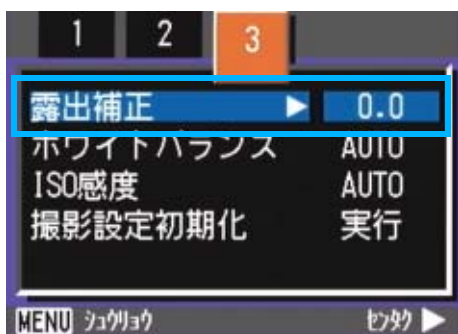 1 2 3
露出補正 ▶ 0.0
ホワイトバランス AUTO
ISO感度 AUTO
撮影設定初期化 実行
MENU シュウリョウ センタク ▶